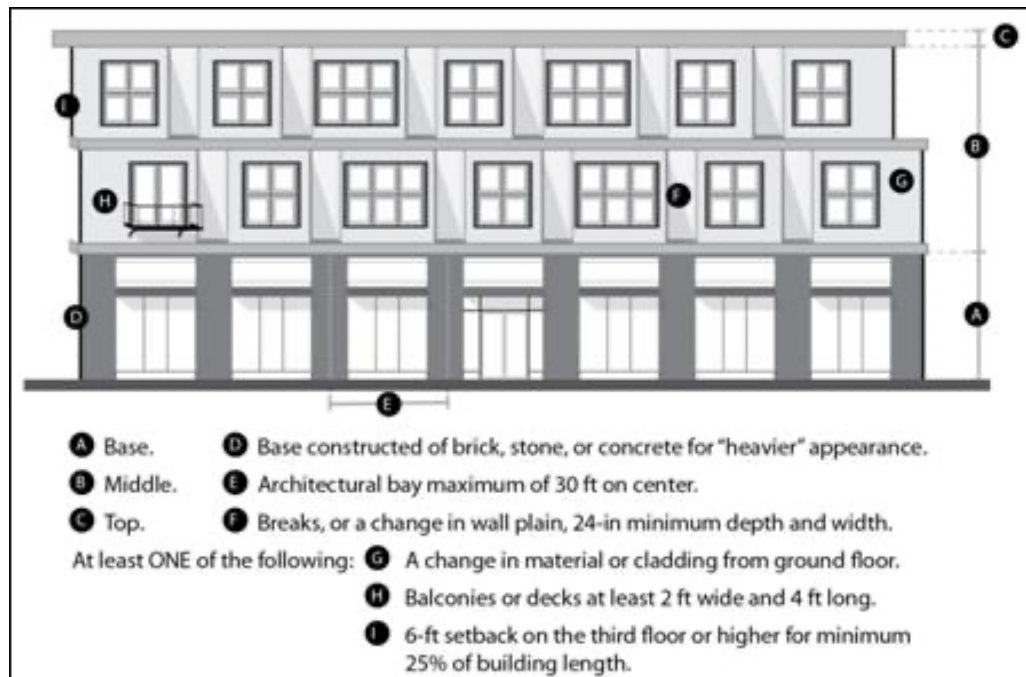 C
I
B
H
F
G
D
A
E
A Base. D Base constructed of brick, stone, or concrete for "heavier" appearance.
B Middle. E Architectural bay maximum of 30 ft on center.
C Top. F Breaks, or a change in wall plain, 24-in minimum depth and width.
At least ONE of the following: G A change in material or cladding from ground floor.
H Balconies or decks at least 2 ft wide and 4 ft long.
I 6-ft setback on the third floor or higher for minimum
25% of building length.